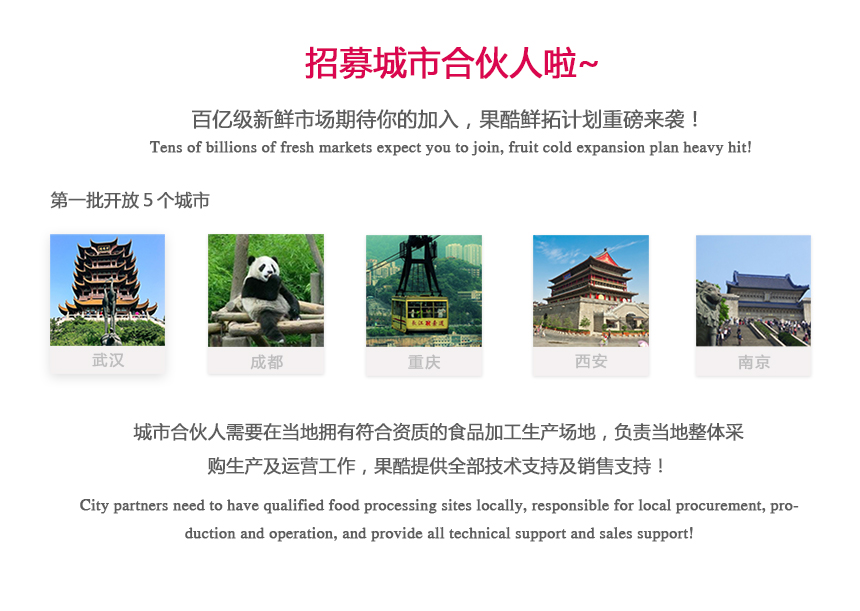 招募城市合伙人啦~
百亿级新鲜市场期待你的加入，果酷鲜拓计划重磅来袭！
Tens of billions of fresh markets expect you to join, fruit cold expansion plan heavy hit!
第一批开放 5 个城市
长江索道
武汉
成都
重庆
西安
南京
城市合伙人需要在当地拥有符合资质的食品加工生产场地，负责当地整体采
购生产及运营工作，果酷提供全部技术支持及销售支持！
City partners need to have qualified food processing sites locally, responsible for local procurement, pro-
duction and operation, and provide all technical support and sales support!